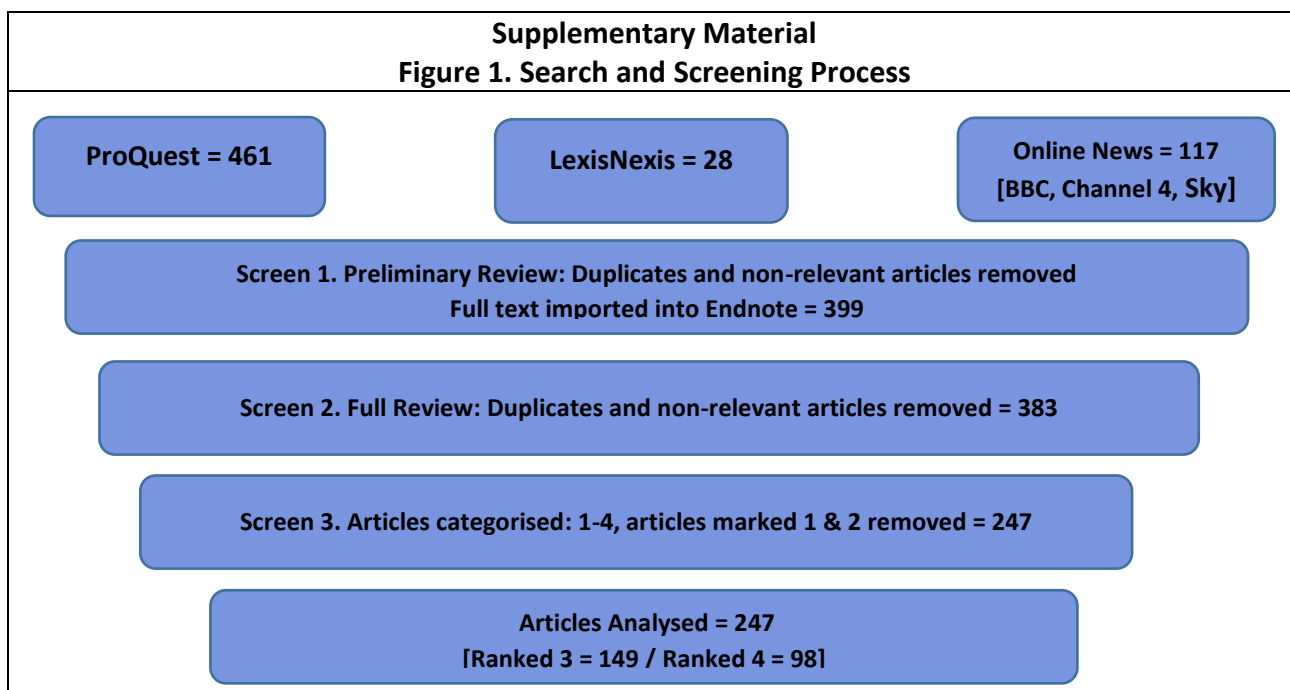 Supplementary Material
Figure 1. Search and Screening Process
ProQuest = 461
LexisNexis = 28
Online News = 117
[BBC, Channel 4, Sky]
Screen 1. Preliminary Review: Duplicates and non-relevant articles removed
Full text imported into Endnote = 399
Screen 2. Full Review: Duplicates and non-relevant articles removed = 383
Screen 3. Articles categorised: 1-4, articles marked 1 & 2 removed = 247
Articles Analysed = 247
[Ranked 3 = 149 / Ranked 4 = 98]